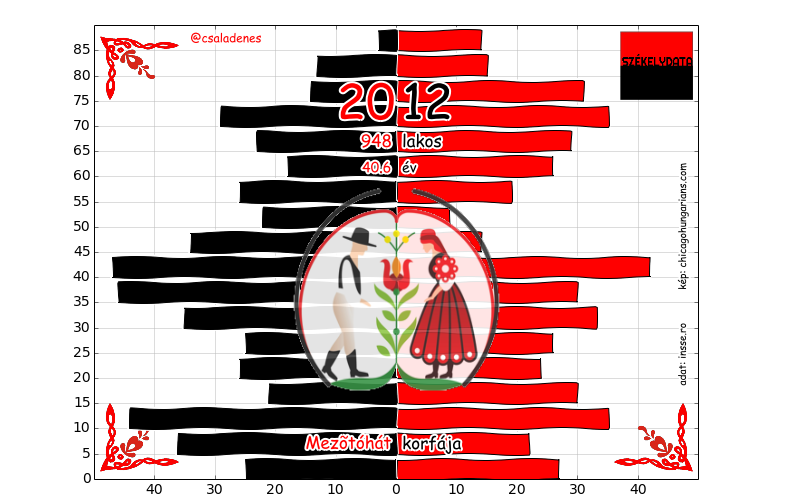 @csaladenes
SZÉKELYDATA
2012
948 lakos
40.6 év
kép: chicagohungarians.com
adat: insse.ro
Mezőtóhát korfája
85
80
75
70
65
60
55
50
45
40
35
30
25
20
15
10
5
0
40 30 20 10 0 10 20 30 40